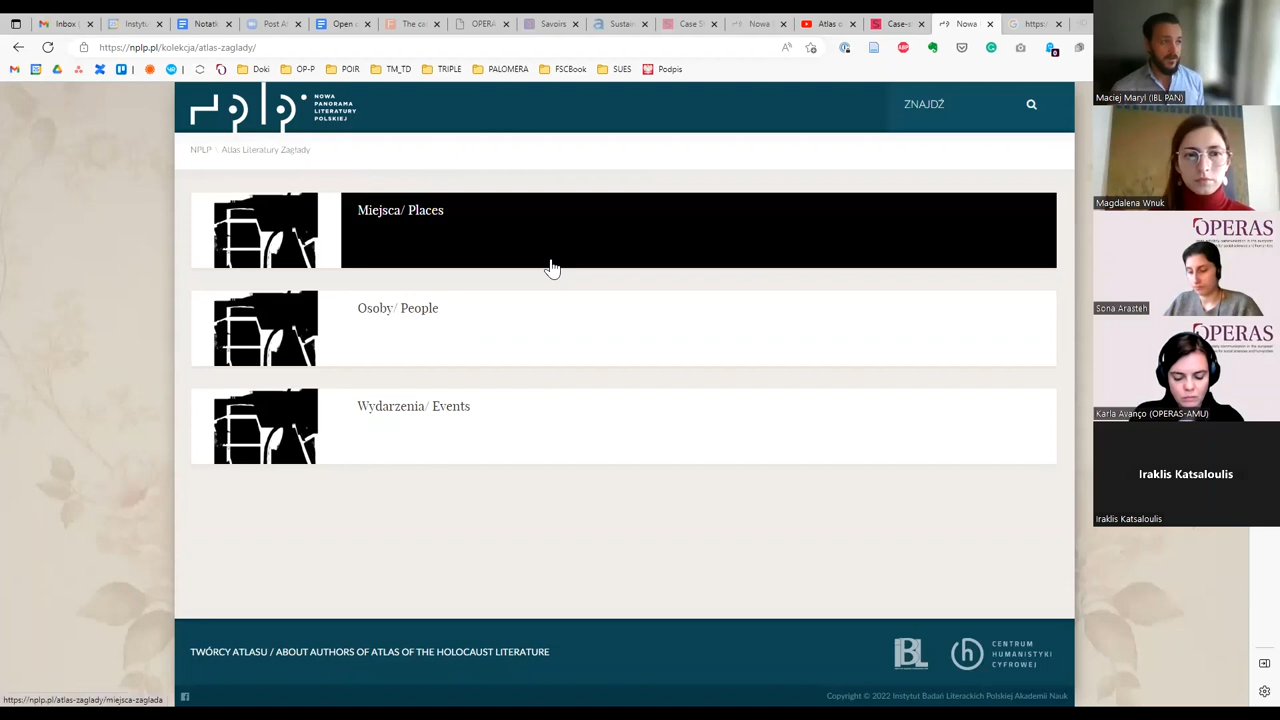 Inbox
Instytu
Notatk
Post At
Open c
The ca
OPERA
Savoirs
Sustain
Case S
Nowa
Atlas o
Case-s
Nowa
https:/
https://nplp.pl/kolekcja/atlas-zaglady/
Doki
OP-P
POIR
TM_TD
TRIPLE
PALOMERA
FSCBook
SUES
Podpis
NOWA
PANORAMA
LITERATURY
POLSKIEJ
ZNAJDŹ
NPLP \ Atlas Literatury Zagłady
Miejsca/ Places
Osoby/ People
Wydarzenia/ Events
TWÓRCY ATLASU / ABOUT AUTHORS OF ATLAS OF THE HOLOCAUST LITERATURE
IBL
CENTRUM
HUMANISTYKI
CYFROWEJ
Copyright © 2022 Instytut Badań Literackich Polskiej Akademii Nauk
https://nplp.pl/atlas-zaglady/miejsca-zaglada
Maciej Maryl (IBL PAN)
Magdalena Wnuk
OPERAS
Sona Arasteh
OPERAS
Karla Avanço (OPERAS-AMU)
Iraklis Katsaloulis
Iraklis Katsaloulis